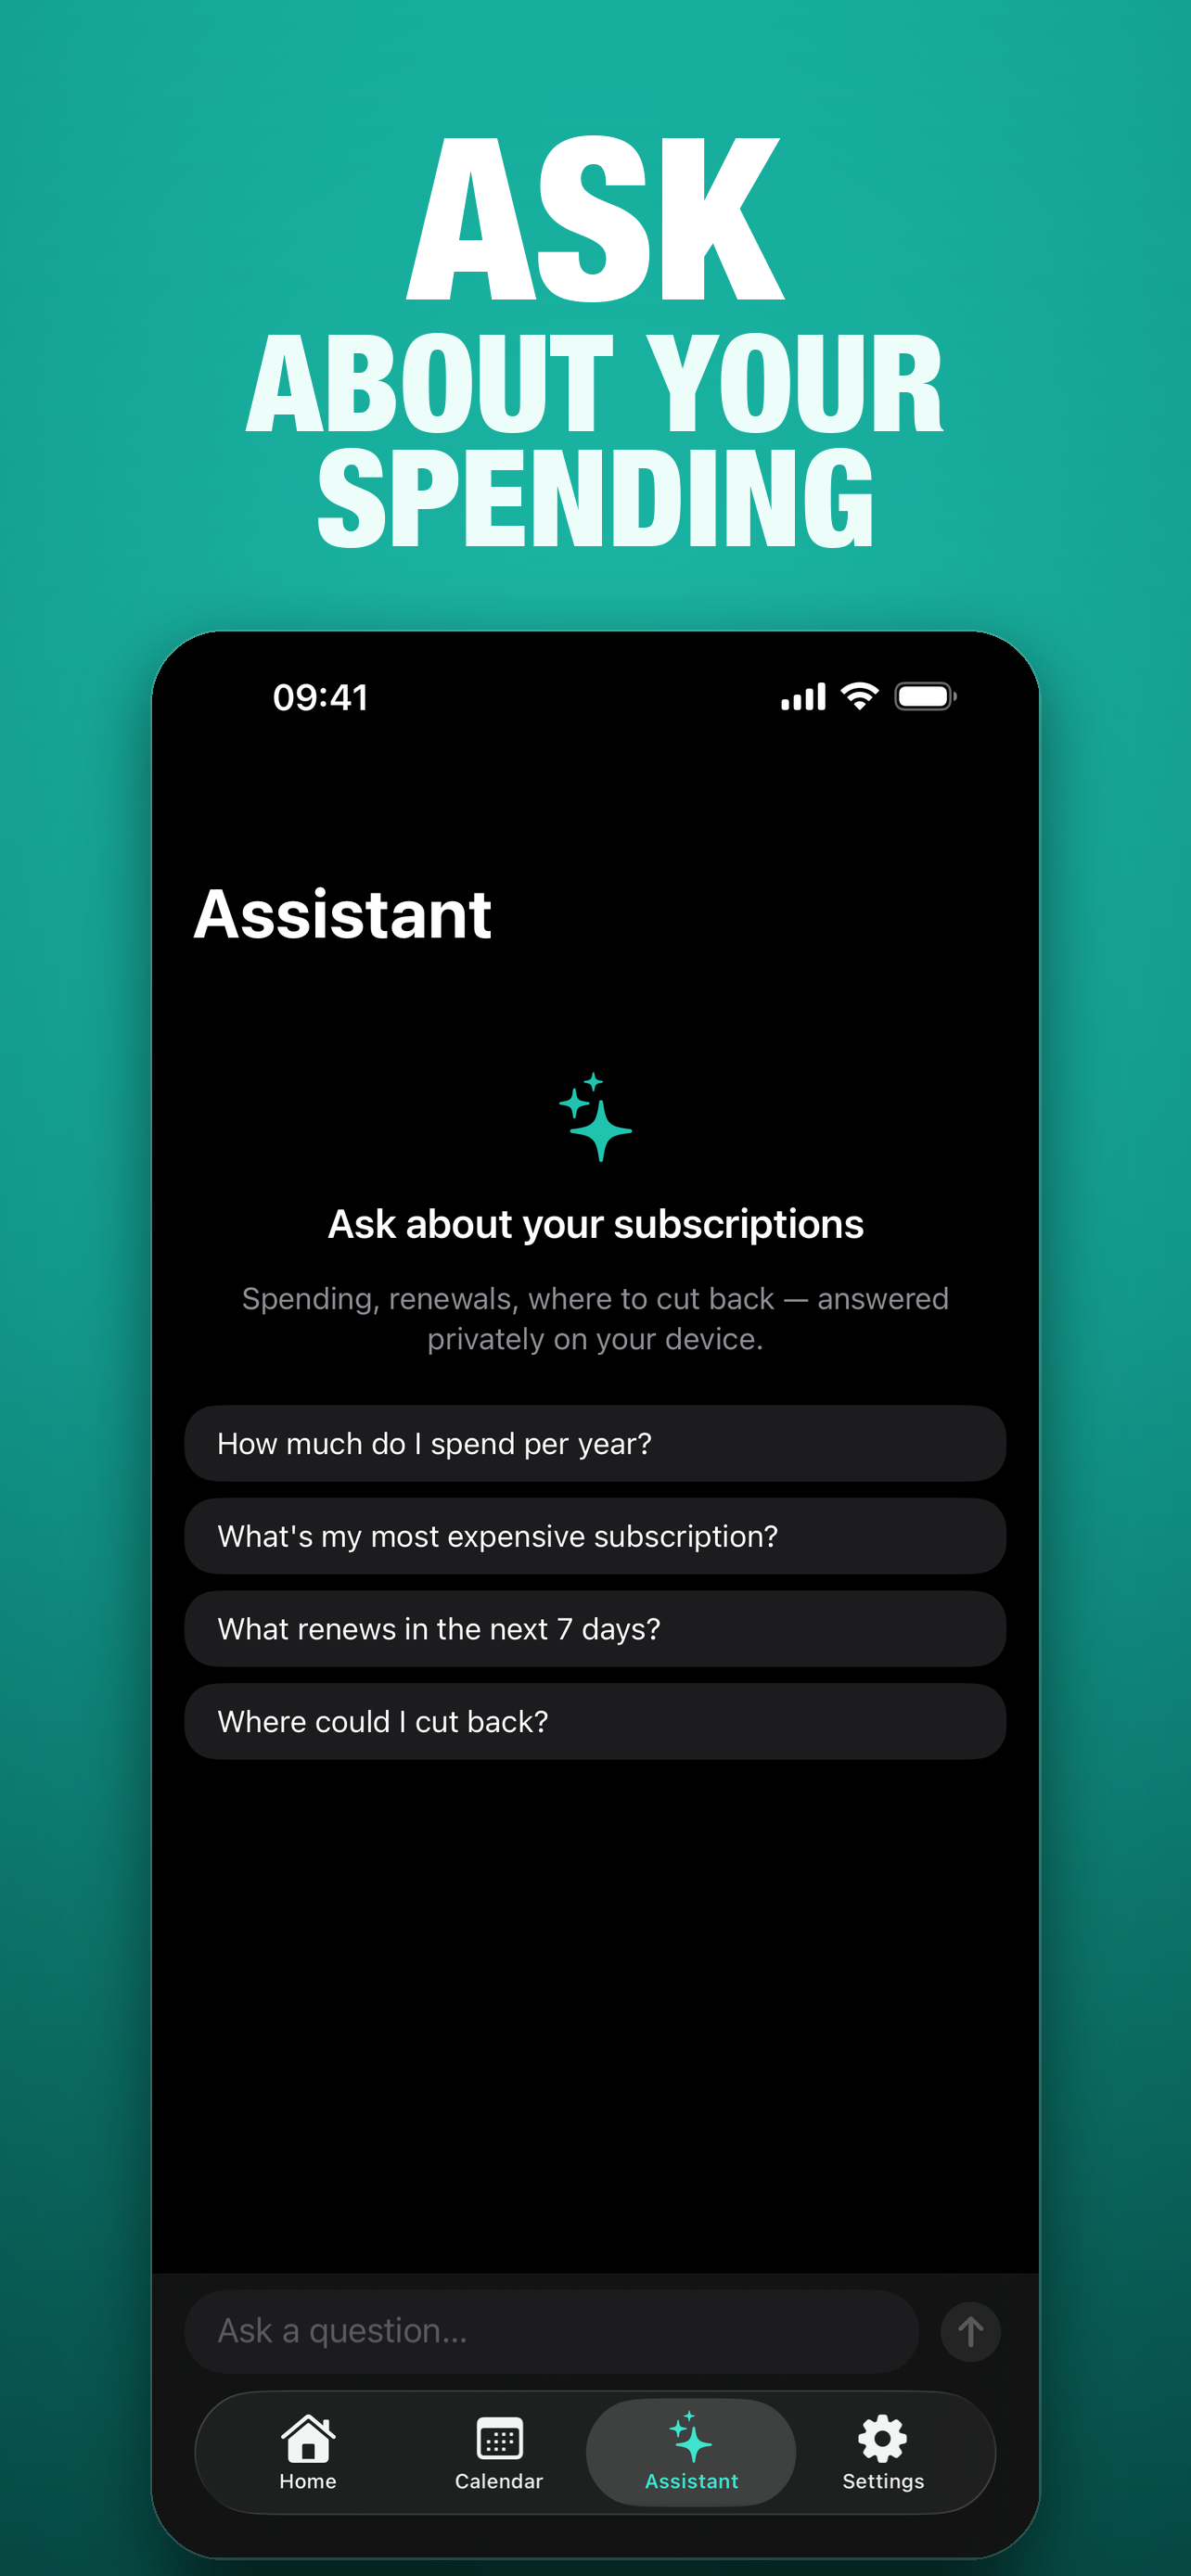 ASK
ABOUT YOUR
SPENDING
09:41
Assistant
Ask about your subscriptions
Spending, renewals, where to cut back — answered
privately on your device.
How much do I spend per year?
What's my most expensive subscription?
What renews in the next 7 days?
Where could I cut back?
Ask a question...
Home
Calendar
Assistant
Settings